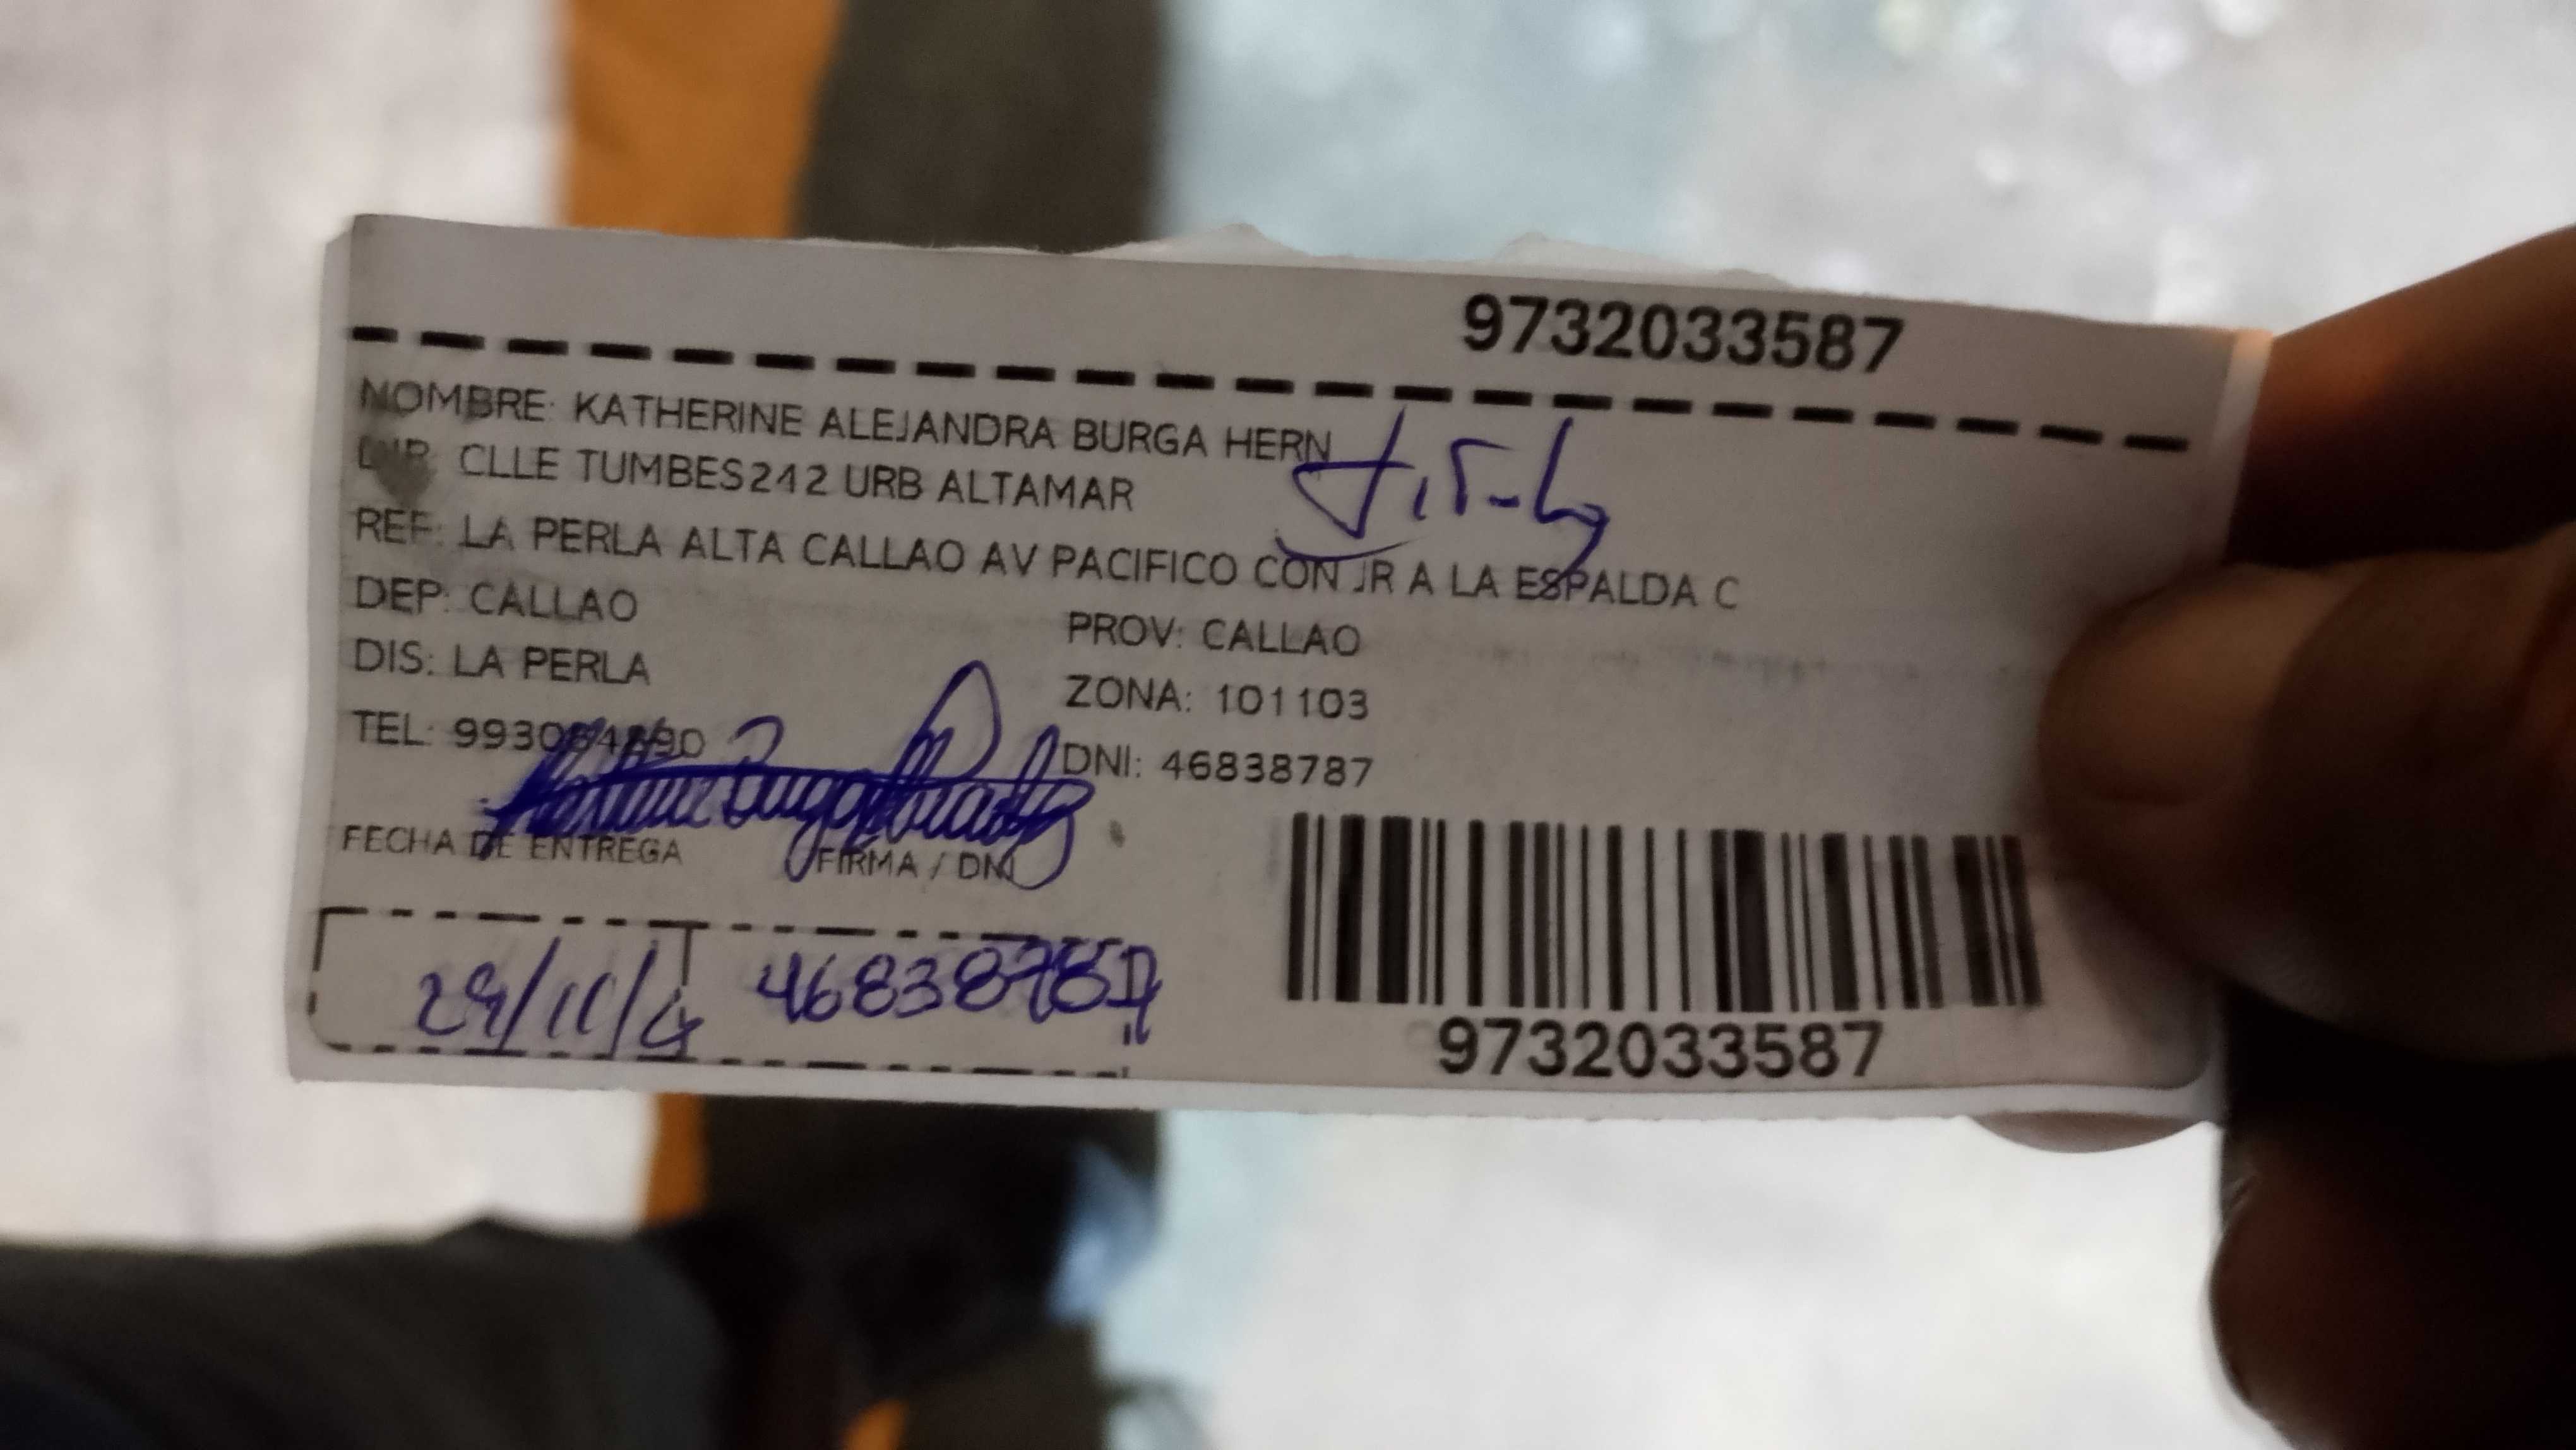 9732033587
NOMBRE: KATHERINE ALEJANDRA BURGA HERN
DIR: CLLE TUMBES242 URB ALTAMAR
REF: LA PERLA ALTA CALLAO AV PACIFICO CON JR A LA ESPALDA C
DEP: CALLAO
PROV: CALLAO
DIS: LA PERLA
ZONA: 101103
TEL:
DNI: 46838787
FECHA DE ENTREGA
FIRMA / DNI
46838787
9732033587